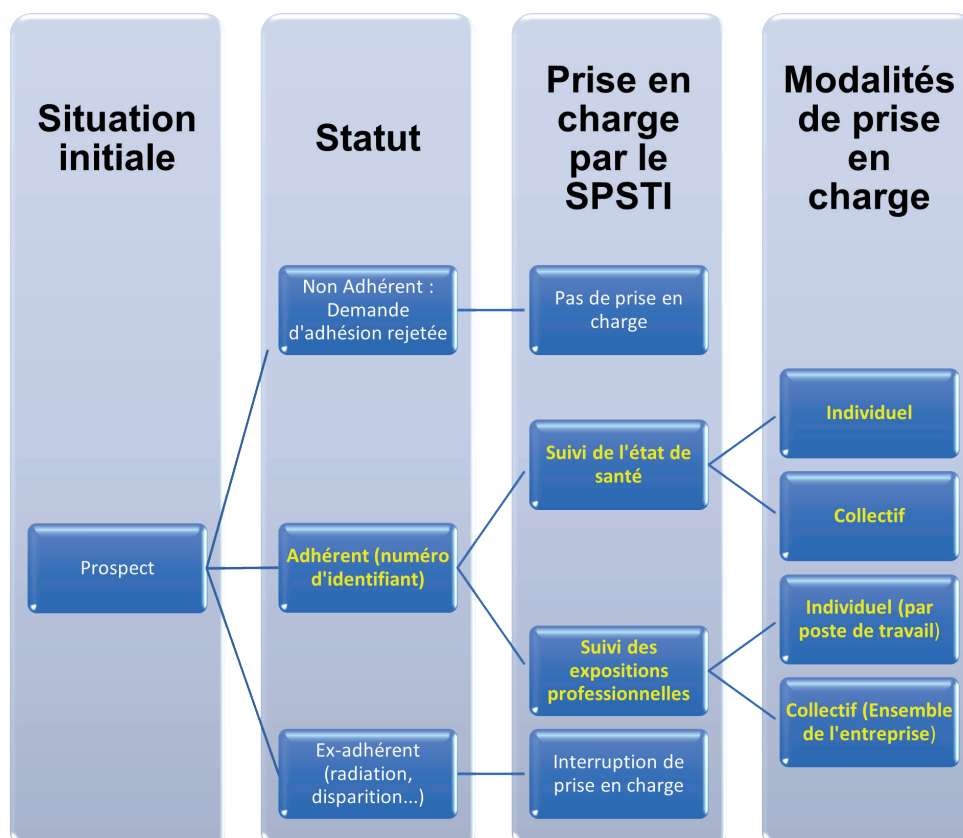 Situation
initiale
Statut
Prise en
charge
par le
SPSTI
Modalités
de prise
en
charge
Prospect
Non Adhérent :
Demande
d'adhésion rejetée
Adhérent (numéro
d'identifiant)
Ex-adhérent
(radiation,
disparition...)
Pas de prise en
charge
Suivi de l'état de
santé
Suivi des
expositions
professionnelles
Interruption de
prise en charge
Individuel
Collectif
Individuel (par
poste de travail)
Collectif (Ensemble
de l'entreprise)